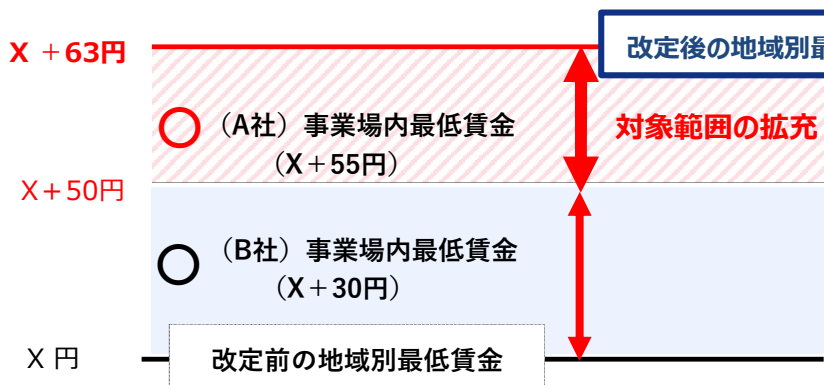 X ＋63円
改定後の地域別最
（A社）事業場内最低賃金
（X＋55円）
対象範囲の拡充
X＋50円
（B社）事業場内最低賃金
（X＋30円）
X 円
改定前の地域別最低賃金